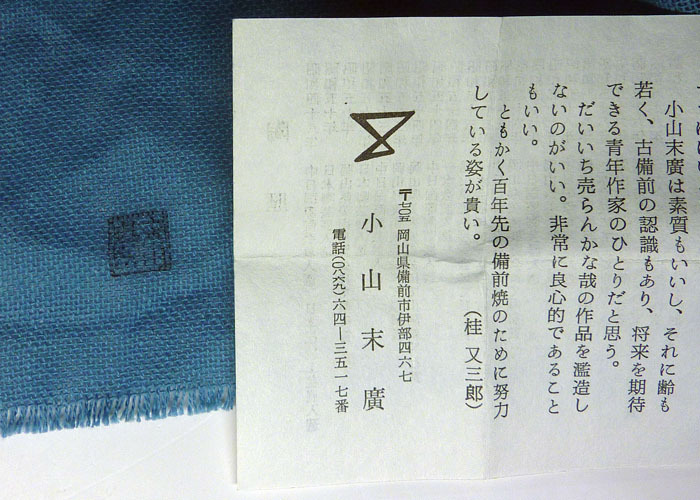 小山末廣は素質もいいし、それに齢も
若く、古備前の認識もあり、将来を期待
できる青年作家のひとりだと思う。
だいいち売らんかな哉の作品を濫造し
ないのがいい。非常に良心的であること
もいい。
ともかく百年先の備前焼のために努力
している姿が貴い。
（桂 又三郎）
〒七〇五 岡山県備前市伊部四六七
小山末廣
電話（〇八六九）六四―三五一七番